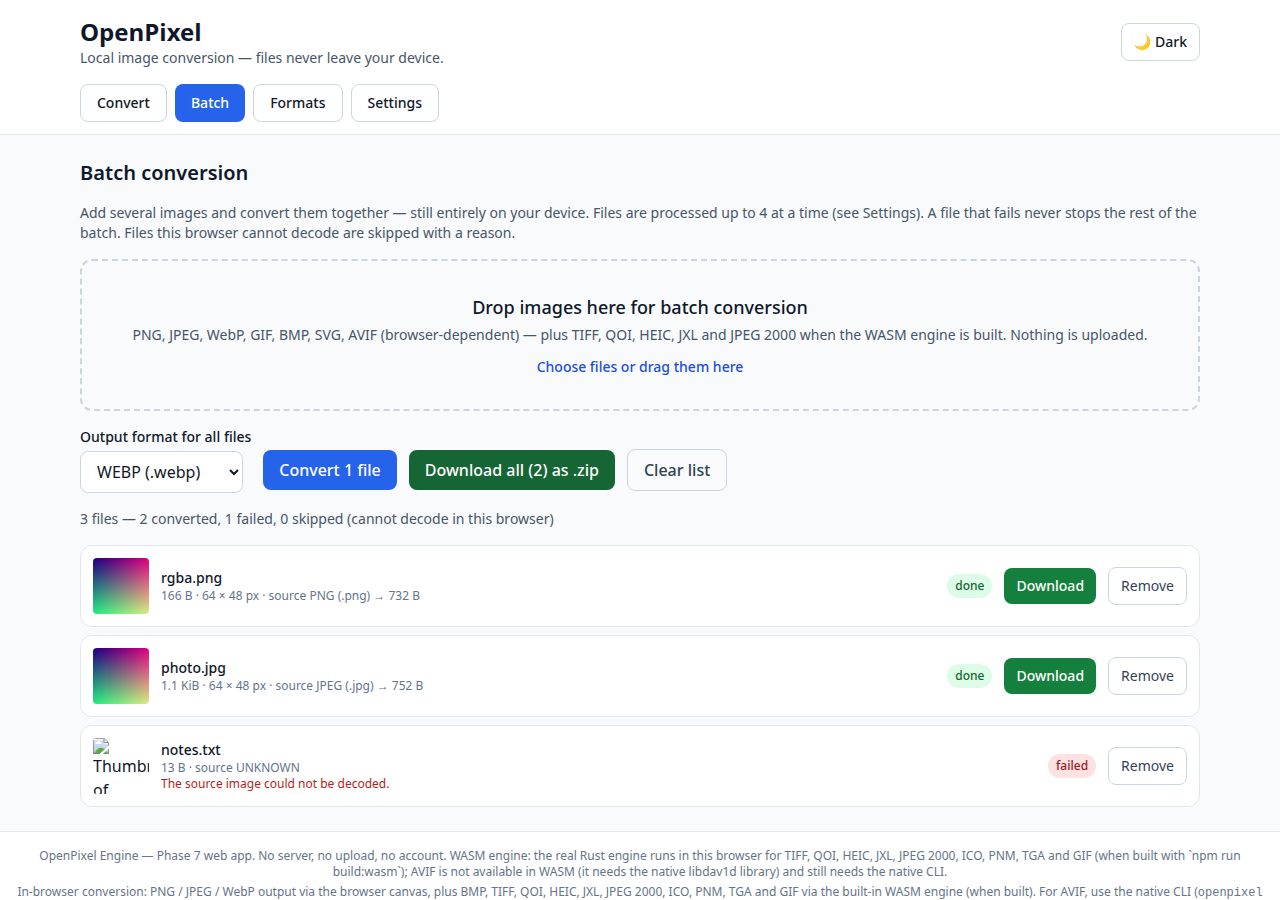 OpenPixel
Local image conversion — files never leave your device.
🌙 Dark
Convert
Batch
Formats
Settings
Batch conversion
Add several images and convert them together — still entirely on your device. Files are processed up to 4 at a time (see Settings). A file that fails never stops the rest of the
batch. Files this browser cannot decode are skipped with a reason.
Drop images here for batch conversion
PNG, JPEG, WebP, GIF, BMP, SVG, AVIF (browser-dependent) — plus TIFF, QOI, HEIC, JXL and JPEG 2000 when the WASM engine is built. Nothing is uploaded.
Choose files or drag them here
Output format for all files
WEBP (.webp)
Convert 1 file
Download all (2) as .zip
Clear list
3 files — 2 converted, 1 failed, 0 skipped (cannot decode in this browser)
rgba.png
166 B · 64 × 48 px · source PNG (.png) → 732 B
done
Download
Remove
photo.jpg
1.1 KiB · 64 × 48 px · source JPEG (.jpg) → 752 B
done
Download
Remove
Thumb
of
notes.txt
13 B · source UNKNOWN
The source image could not be decoded.
failed
Remove
OpenPixel Engine — Phase 7 web app. No server, no upload, no account. WASM engine: the real Rust engine runs in this browser for TIFF, QOI, HEIC, JXL, JPEG 2000, ICO, PNM, TGA and GIF (when built with `npm run
build:wasm`); AVIF is not available in WASM (it needs the native libdav1d library) and still needs the native CLI.
In-browser conversion: PNG / JPEG / WebP output via the browser canvas, plus BMP, TIFF, QOI, HEIC, JXL, JPEG 2000, ICO, PNM, TGA and GIF via the built-in WASM engine (when built). For AVIF, use the native CLI (openpixel